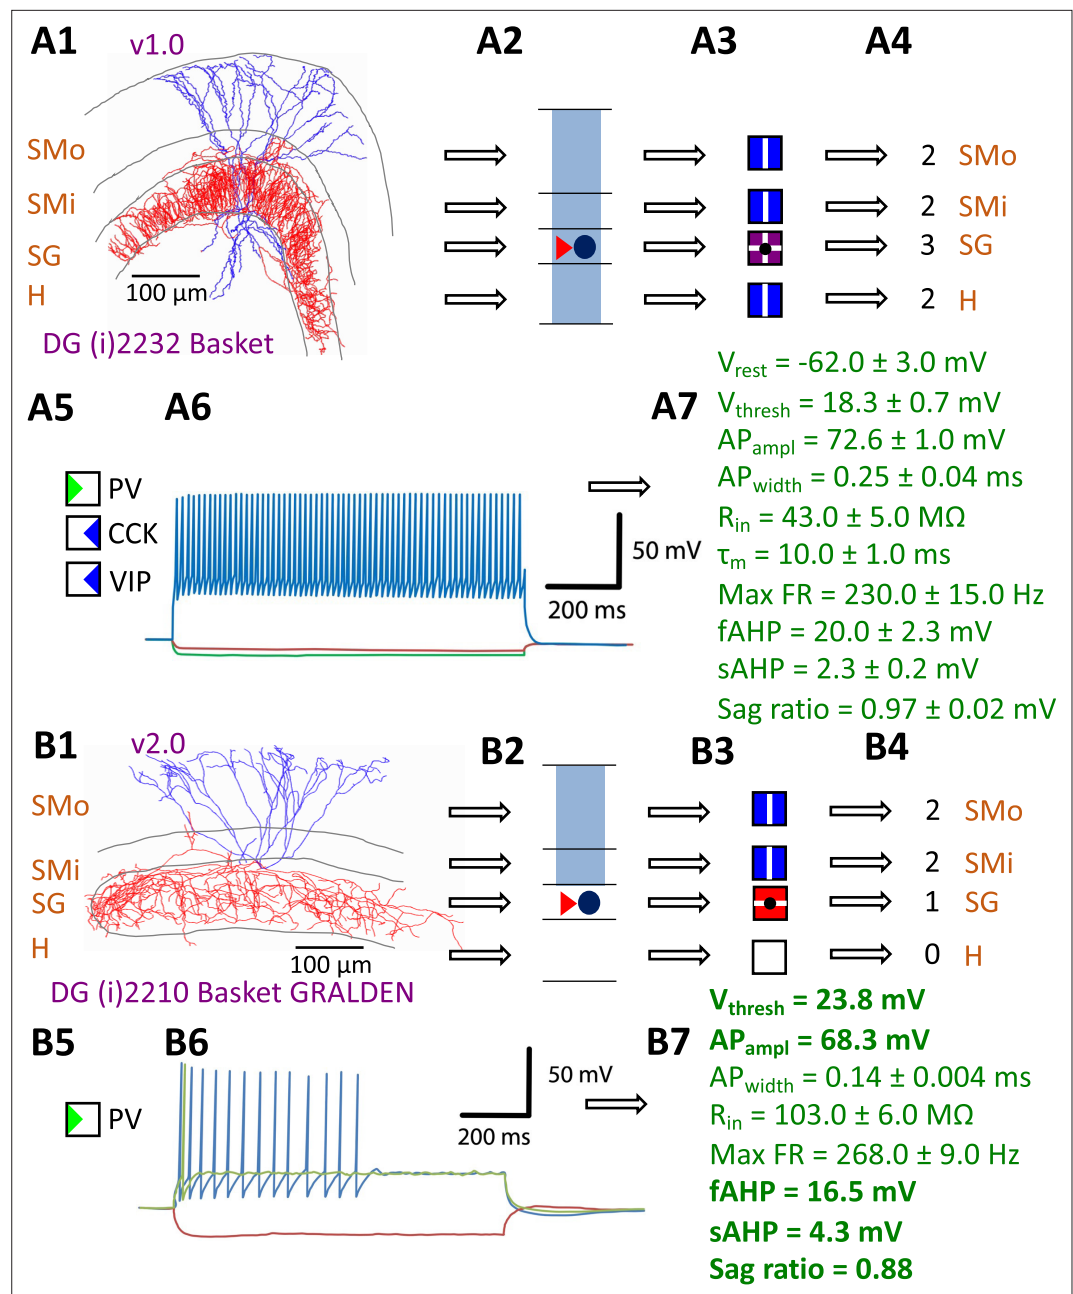 A1
v1.0
A2
A3
A4
SMo
SMi
SG
H
100 µm
DG (i)2232 Basket
2 SMo
2 SMi
3 SG
2 H
A5
A6
A7
PV
CCK
VIP
50 mV
200 ms
Vrest = -62.0 ± 3.0 mV
Vthresh = 18.3 ± 0.7 mV
APampl = 72.6 ± 1.0 mV
APwidth = 0.25 ± 0.04 ms
Rin = 43.0 ± 5.0 MΩ
τm = 10.0 ± 1.0 ms
Max FR = 230.0 ± 15.0 Hz
fAHP = 20.0 ± 2.3 mV
sAHP = 2.3 ± 0.2 mV
Sag ratio = 0.97 ± 0.02 mV
B1
v2.0
B2
B3
B4
SMo
SMi
SG
H
100 µm
DG (i)2210 Basket GRALDEN
2 SMo
2 SMi
1 SG
0 H
B5
B6
B7
PV
50 mV
200 ms
Vthresh = 23.8 mV
APampl = 68.3 mV
APwidth = 0.14 ± 0.004 ms
Rin = 103.0 ± 6.0 MΩ
Max FR = 268.0 ± 9.0 Hz
fAHP = 16.5 mV
sAHP = 4.3 mV
Sag ratio = 0.88